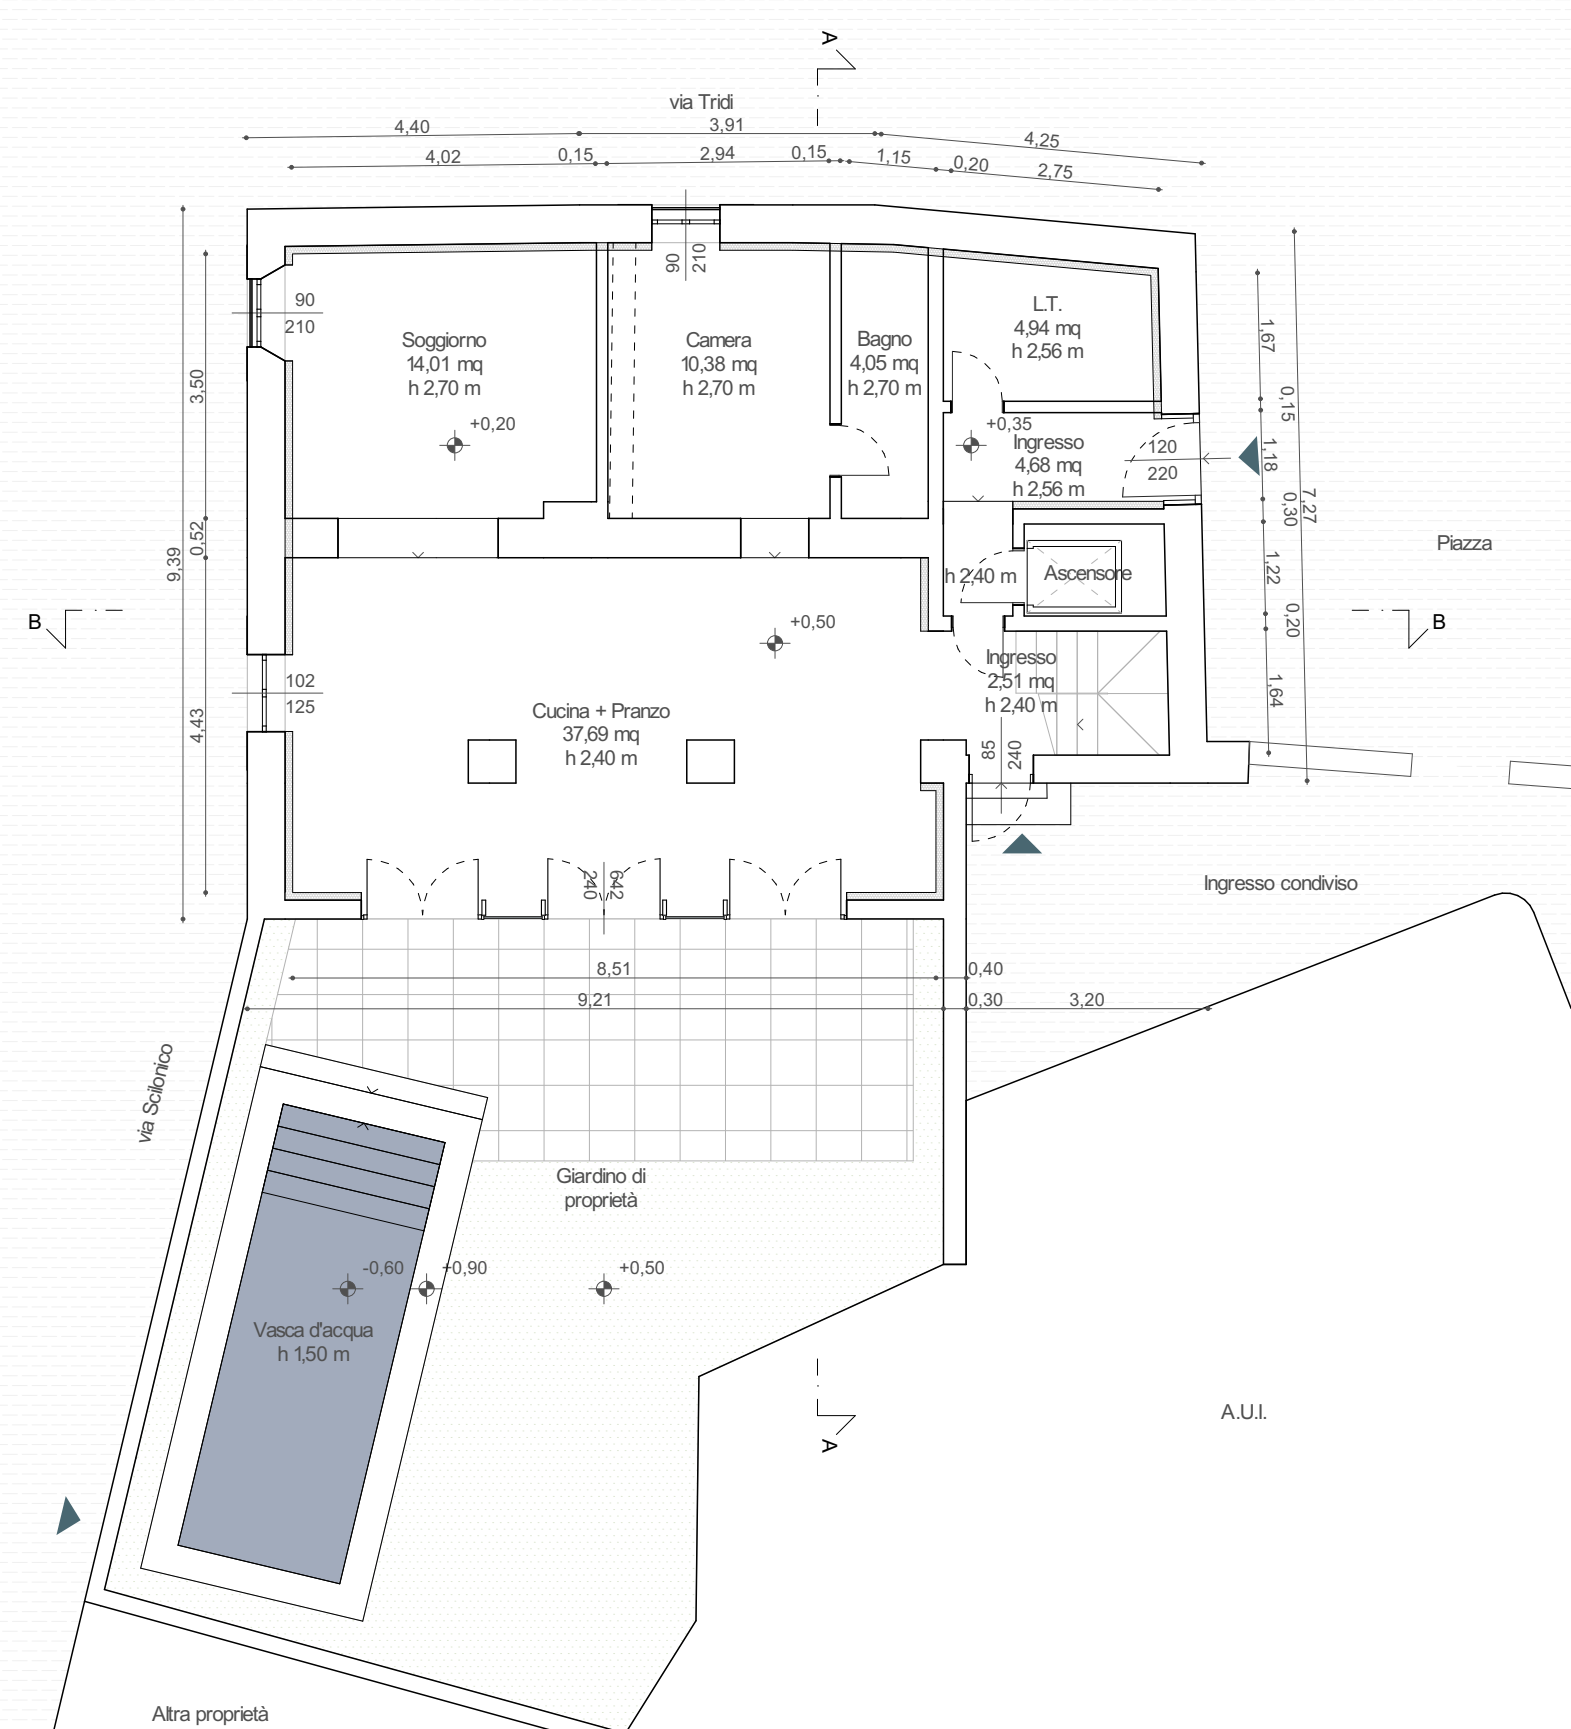 A
via Tridi
4,40
3,91
4,25
4,02
0,15
2,94
0,15
1,15
0,20
2,75
90
210
90
210
Soggiorno
14,01 mq
h 2,70 m
+0,20
Camera
10,38 mq
h 2,70 m
Bagno
4,05 mq
h 2,70 m
L.T.
4,94 mq
h 2,56 m
+0,35
Ingresso
4,68 mq
h 2,56 m
120
220
1,67
0,15
1,18
0,30
7,27
1,22
0,20
1,64
3,50
0,52
9,39
4,43
Piazza
h 2,40 m
Ascensore
B
B
+0,50
Ingresso
2,51 mq
h 2,40 m
102
125
Cucina + Pranzo
37,69 mq
h 2,40 m
85
240
240
642
Ingresso condiviso
8,51
0,40
9,21
0,30
3,20
via Scilonico
Giardino di
proprietà
-0,60
+0,90
+0,50
Vasca d'acqua
h 1,50 m
A
A.U.I.
Altra proprietà